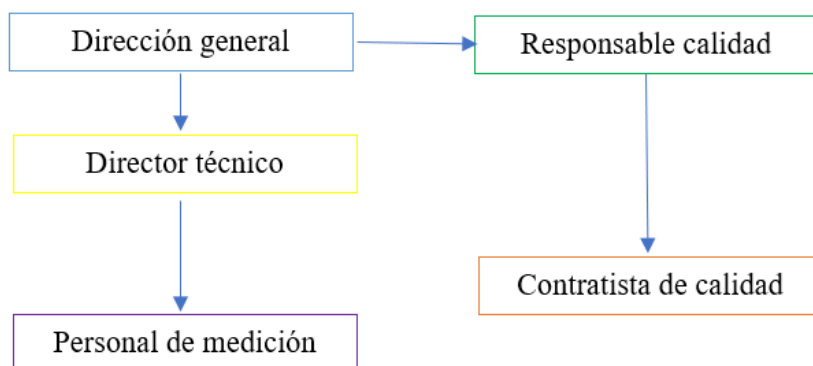 Dirección general
Responsable calidad
Director técnico
Contratista de calidad
Personal de medición